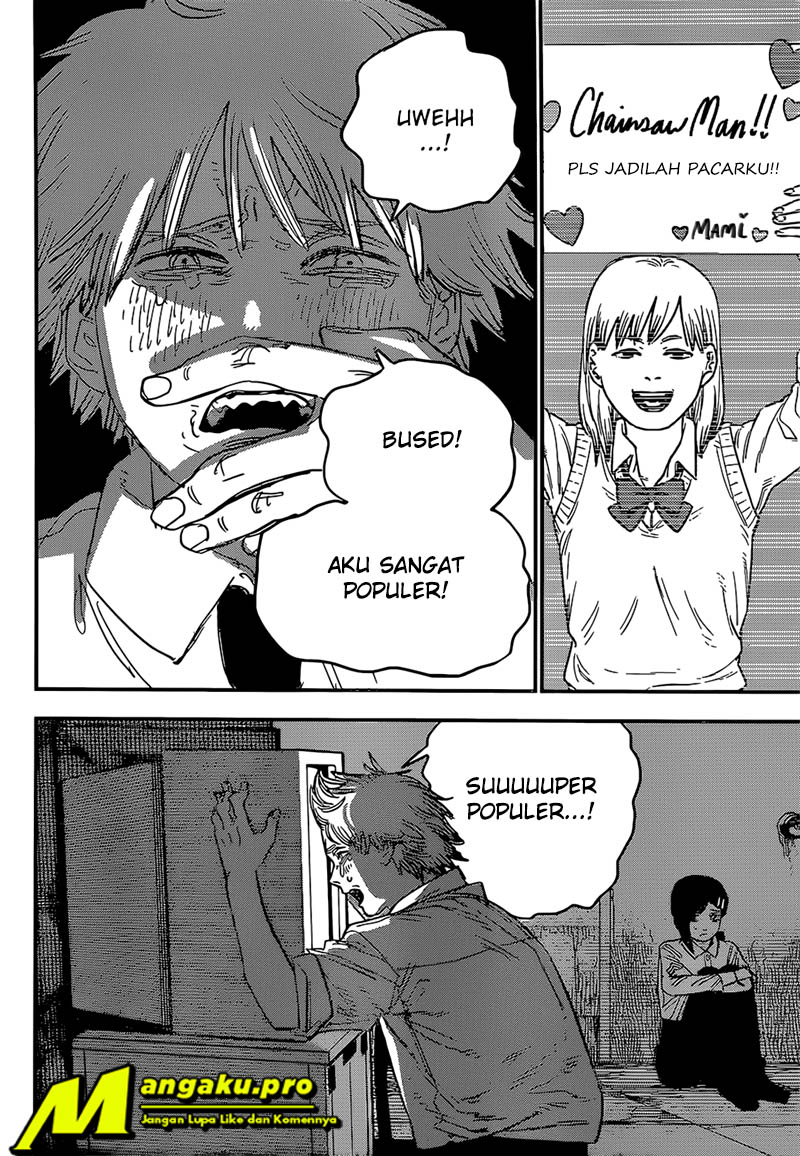 UWEHH
...!
Chainsaw Man!!
PLS JADILAH PACARKU!!
MAMI
BUSED!
AKU SANGAT
POPULER!
SUUUUUPER
POPULER...!
Mangaku.pro
Jangan Lupa Like dan Komennya